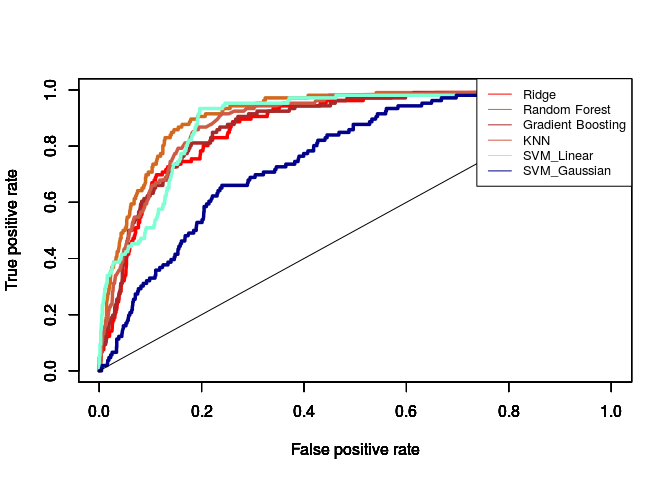 True positive rate
1.0
0.8
0.6
0.4
0.2
0.0
Ridge
Random Forest
Gradient Boosting
KNN
SVM_Linear
SVM_Gaussian
0.0 0.2 0.4 0.6 0.8 1.0
False positive rate